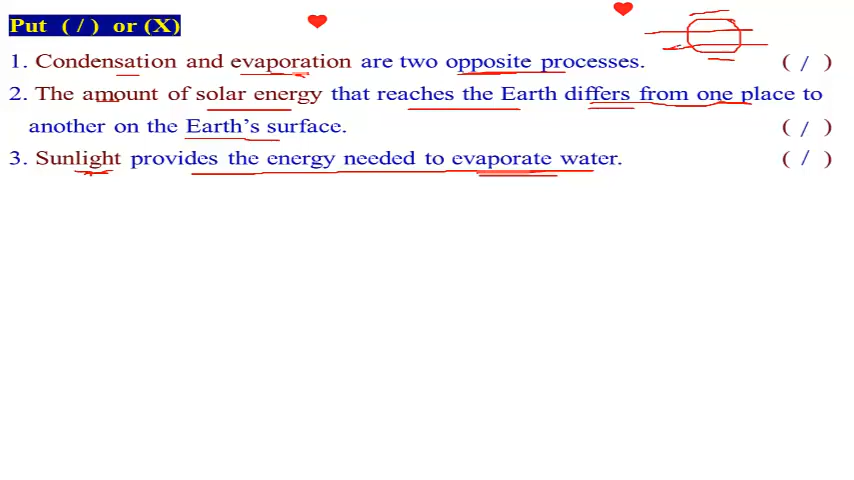 Put ( / ) or (X)
1. Condensation and evaporation are two opposite processes. ( / )
2. The amount of solar energy that reaches the Earth differs from one place to
another on the Earth's surface. ( / )
3. Sunlight provides the energy needed to evaporate water. ( / )